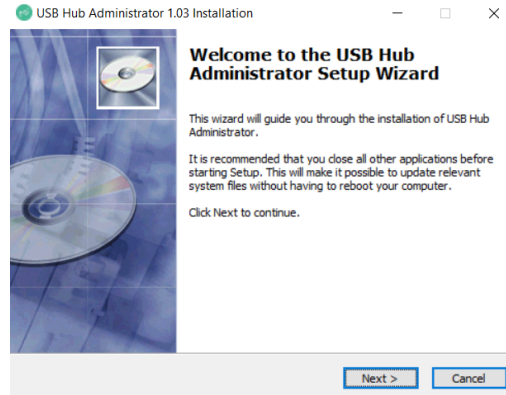 USB Hub Administrator 1.03 Installation
Welcome to the USB Hub
Administrator Setup Wizard
This wizard will guide you through the installation of USB Hub
Administrator.
It is recommended that you close all other applications before
starting Setup. This will make it possible to update relevant
system files without having to reboot your computer.
Click Next to continue.
Next >
Cancel